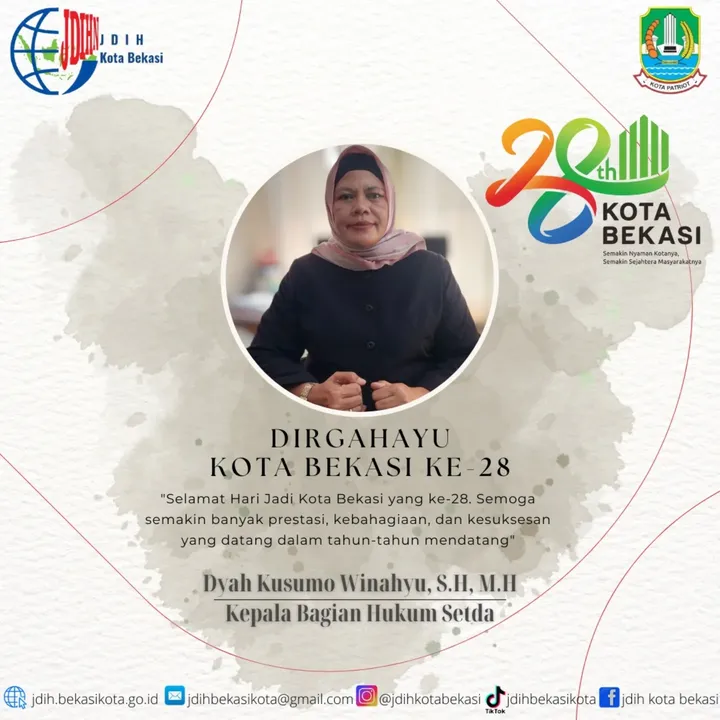 JDIHN
JDIH
Kota Bekasi
KOTA PATRIOT
28th
KOTA
BEKASI
Semakin Nyaman Kotanya,
Semakin Sejahtera Masyarakatnya
DIRGAHAYU
KOTA BEKASI KE-28
"Selamat Hari Jadi Kota Bekasi yang ke-28. Semoga
semakin banyak prestasi, kebahagiaan, dan kesuksesan
yang datang dalam tahun-tahun mendatang"
Dyah Kusumo Winahyu, S.H, M.H
Kepala Bagian Hukum Setda
jdih.bekasikota.go.id jdihbekasikota@gmail.com @jdihkotabekasi TikTok jdihbekasikota jdih kota bekasi